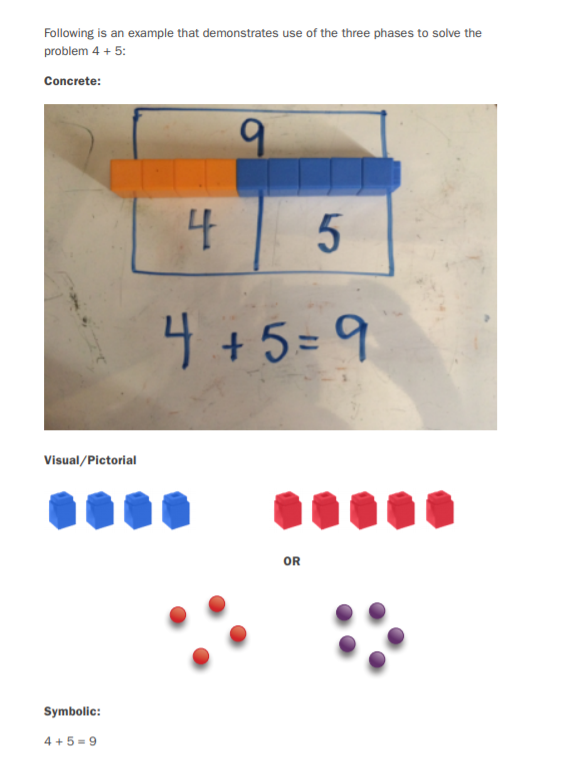 Following is an example that demonstrates use of the three phases to solve the
problem 4 + 5:
Concrete:
9
4 5
4 + 5 = 9
Visual/Pictorial
OR
Symbolic:
4 + 5 = 9